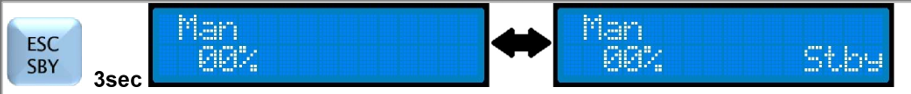 ESC
SBY
3sec
Man
00%
Man
00% Stby